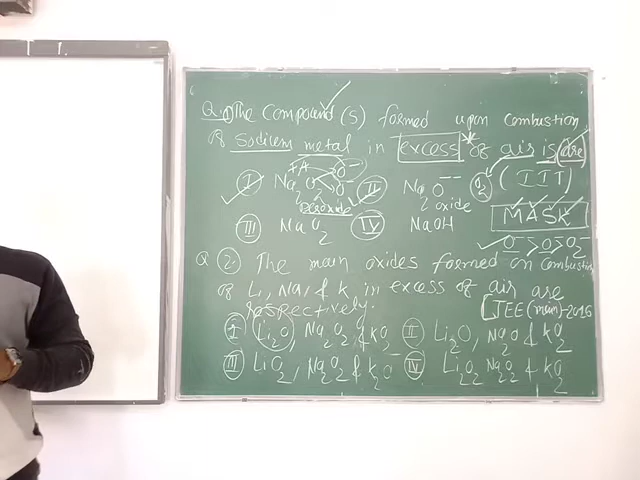 Q.1) The Compound(s) formed upon combustion
of Sodium metal in excess* of air is/are
I Na2O2 II Na2O-- O2 (IIT)
Peroxide oxide
III NaO2 IV NaOH MASK
O-- > O- > O2-
Q 2. The main oxides formed on combustion
of Li, Na, & K in excess of air are
respectively. [JEE (main)-2016
I Li2O, Na2O2 & KO2 II Li2O, Na2O & KO2
III LiO2, Na2O2 & K2O IV Li2O2 Na2O2 & KO2